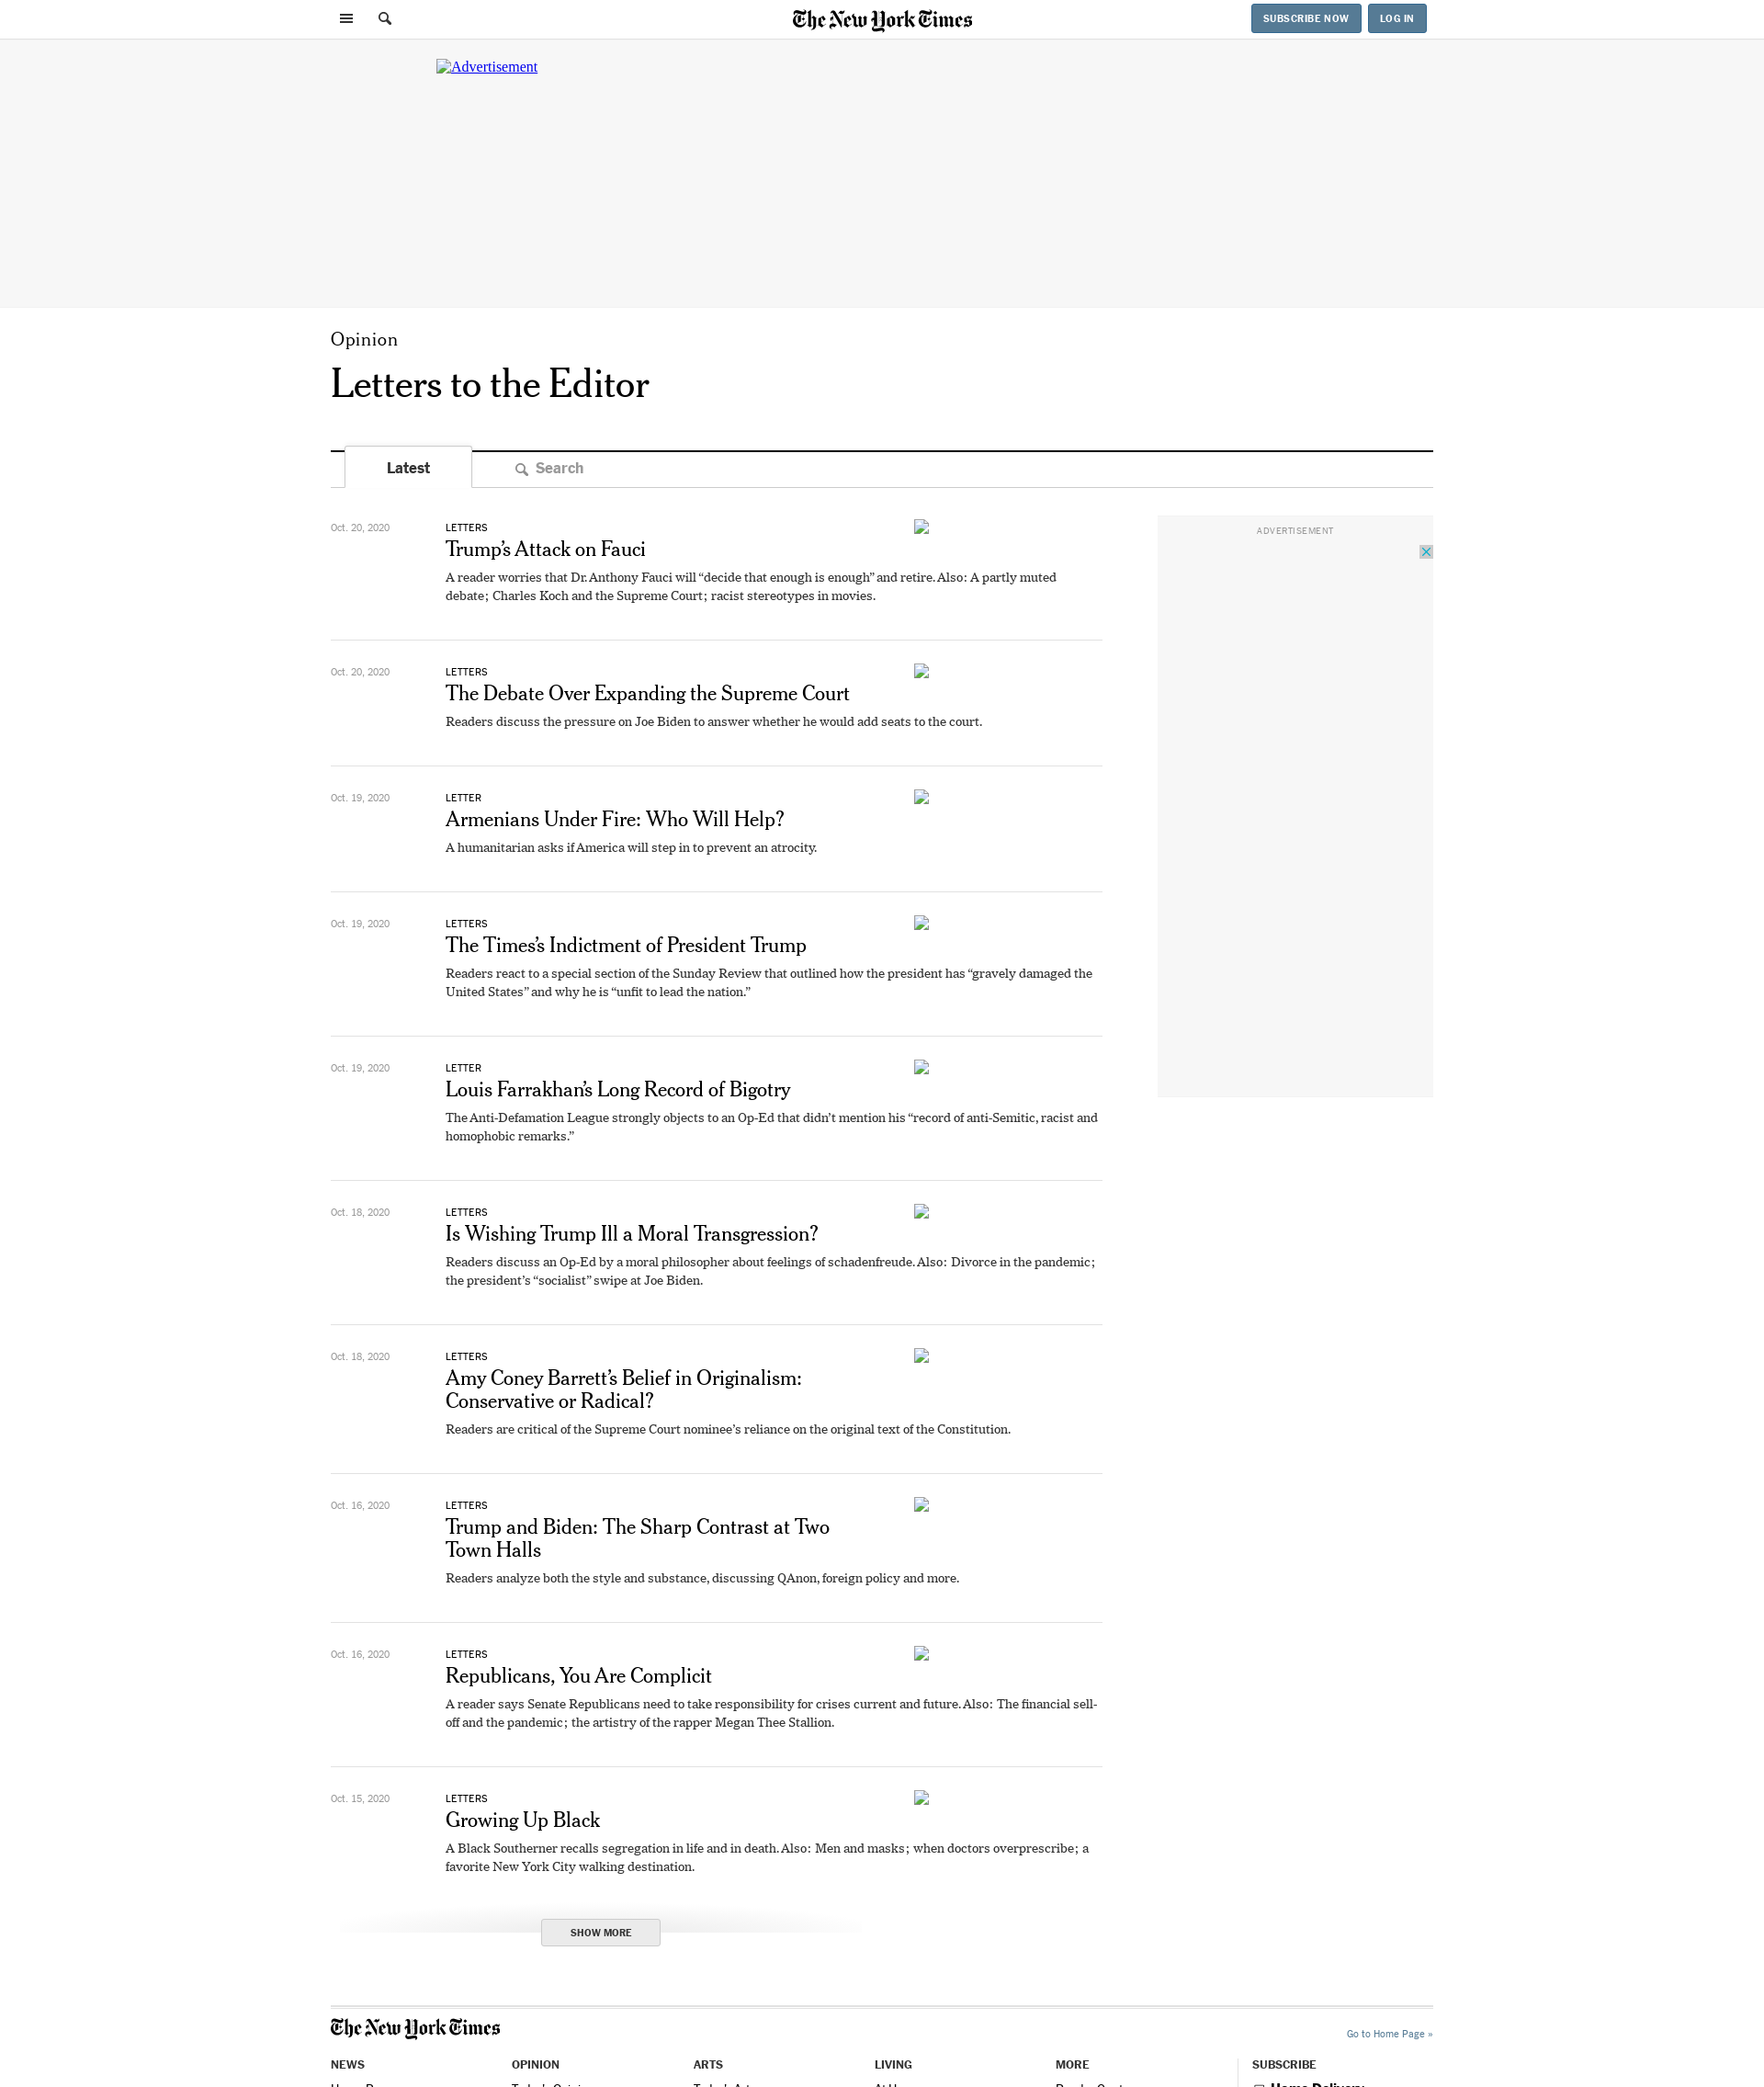 The New York Times
SUBSCRIBE NOW
LOG IN
Advertisement
Opinion
Letters to the Editor
Latest
Search
Oct. 20, 2020
LETTERS
Trump’s Attack on Fauci
A reader worries that Dr. Anthony Fauci will “decide that enough is enough” and retire. Also: A partly muted
debate; Charles Koch and the Supreme Court; racist stereotypes in movies.
ADVERTISEMENT
Oct. 20, 2020
LETTERS
The Debate Over Expanding the Supreme Court
Readers discuss the pressure on Joe Biden to answer whether he would add seats to the court.
Oct. 19, 2020
LETTER
Armenians Under Fire: Who Will Help?
A humanitarian asks if America will step in to prevent an atrocity.
Oct. 19, 2020
LETTERS
The Times’s Indictment of President Trump
Readers react to a special section of the Sunday Review that outlined how the president has “gravely damaged the
United States” and why he is “unfit to lead the nation.”
Oct. 19, 2020
LETTER
Louis Farrakhan’s Long Record of Bigotry
The Anti-Defamation League strongly objects to an Op-Ed that didn’t mention his “record of anti-Semitic, racist and
homophobic remarks.”
Oct. 18, 2020
LETTERS
Is Wishing Trump Ill a Moral Transgression?
Readers discuss an Op-Ed by a moral philosopher about feelings of schadenfreude. Also: Divorce in the pandemic;
the president’s “socialist” swipe at Joe Biden.
Oct. 18, 2020
LETTERS
Amy Coney Barrett’s Belief in Originalism:
Conservative or Radical?
Readers are critical of the Supreme Court nominee’s reliance on the original text of the Constitution.
Oct. 16, 2020
LETTERS
Trump and Biden: The Sharp Contrast at Two
Town Halls
Readers analyze both the style and substance, discussing QAnon, foreign policy and more.
Oct. 16, 2020
LETTERS
Republicans, You Are Complicit
A reader says Senate Republicans need to take responsibility for crises current and future. Also: The financial sell-
off and the pandemic; the artistry of the rapper Megan Thee Stallion.
Oct. 15, 2020
LETTERS
Growing Up Black
A Black Southerner recalls segregation in life and in death. Also: Men and masks; when doctors overprescribe; a
favorite New York City walking destination.
SHOW MORE
The New York Times
Go to Home Page »
NEWS
OPINION
ARTS
LIVING
MORE
SUBSCRIBE
Home Delivery